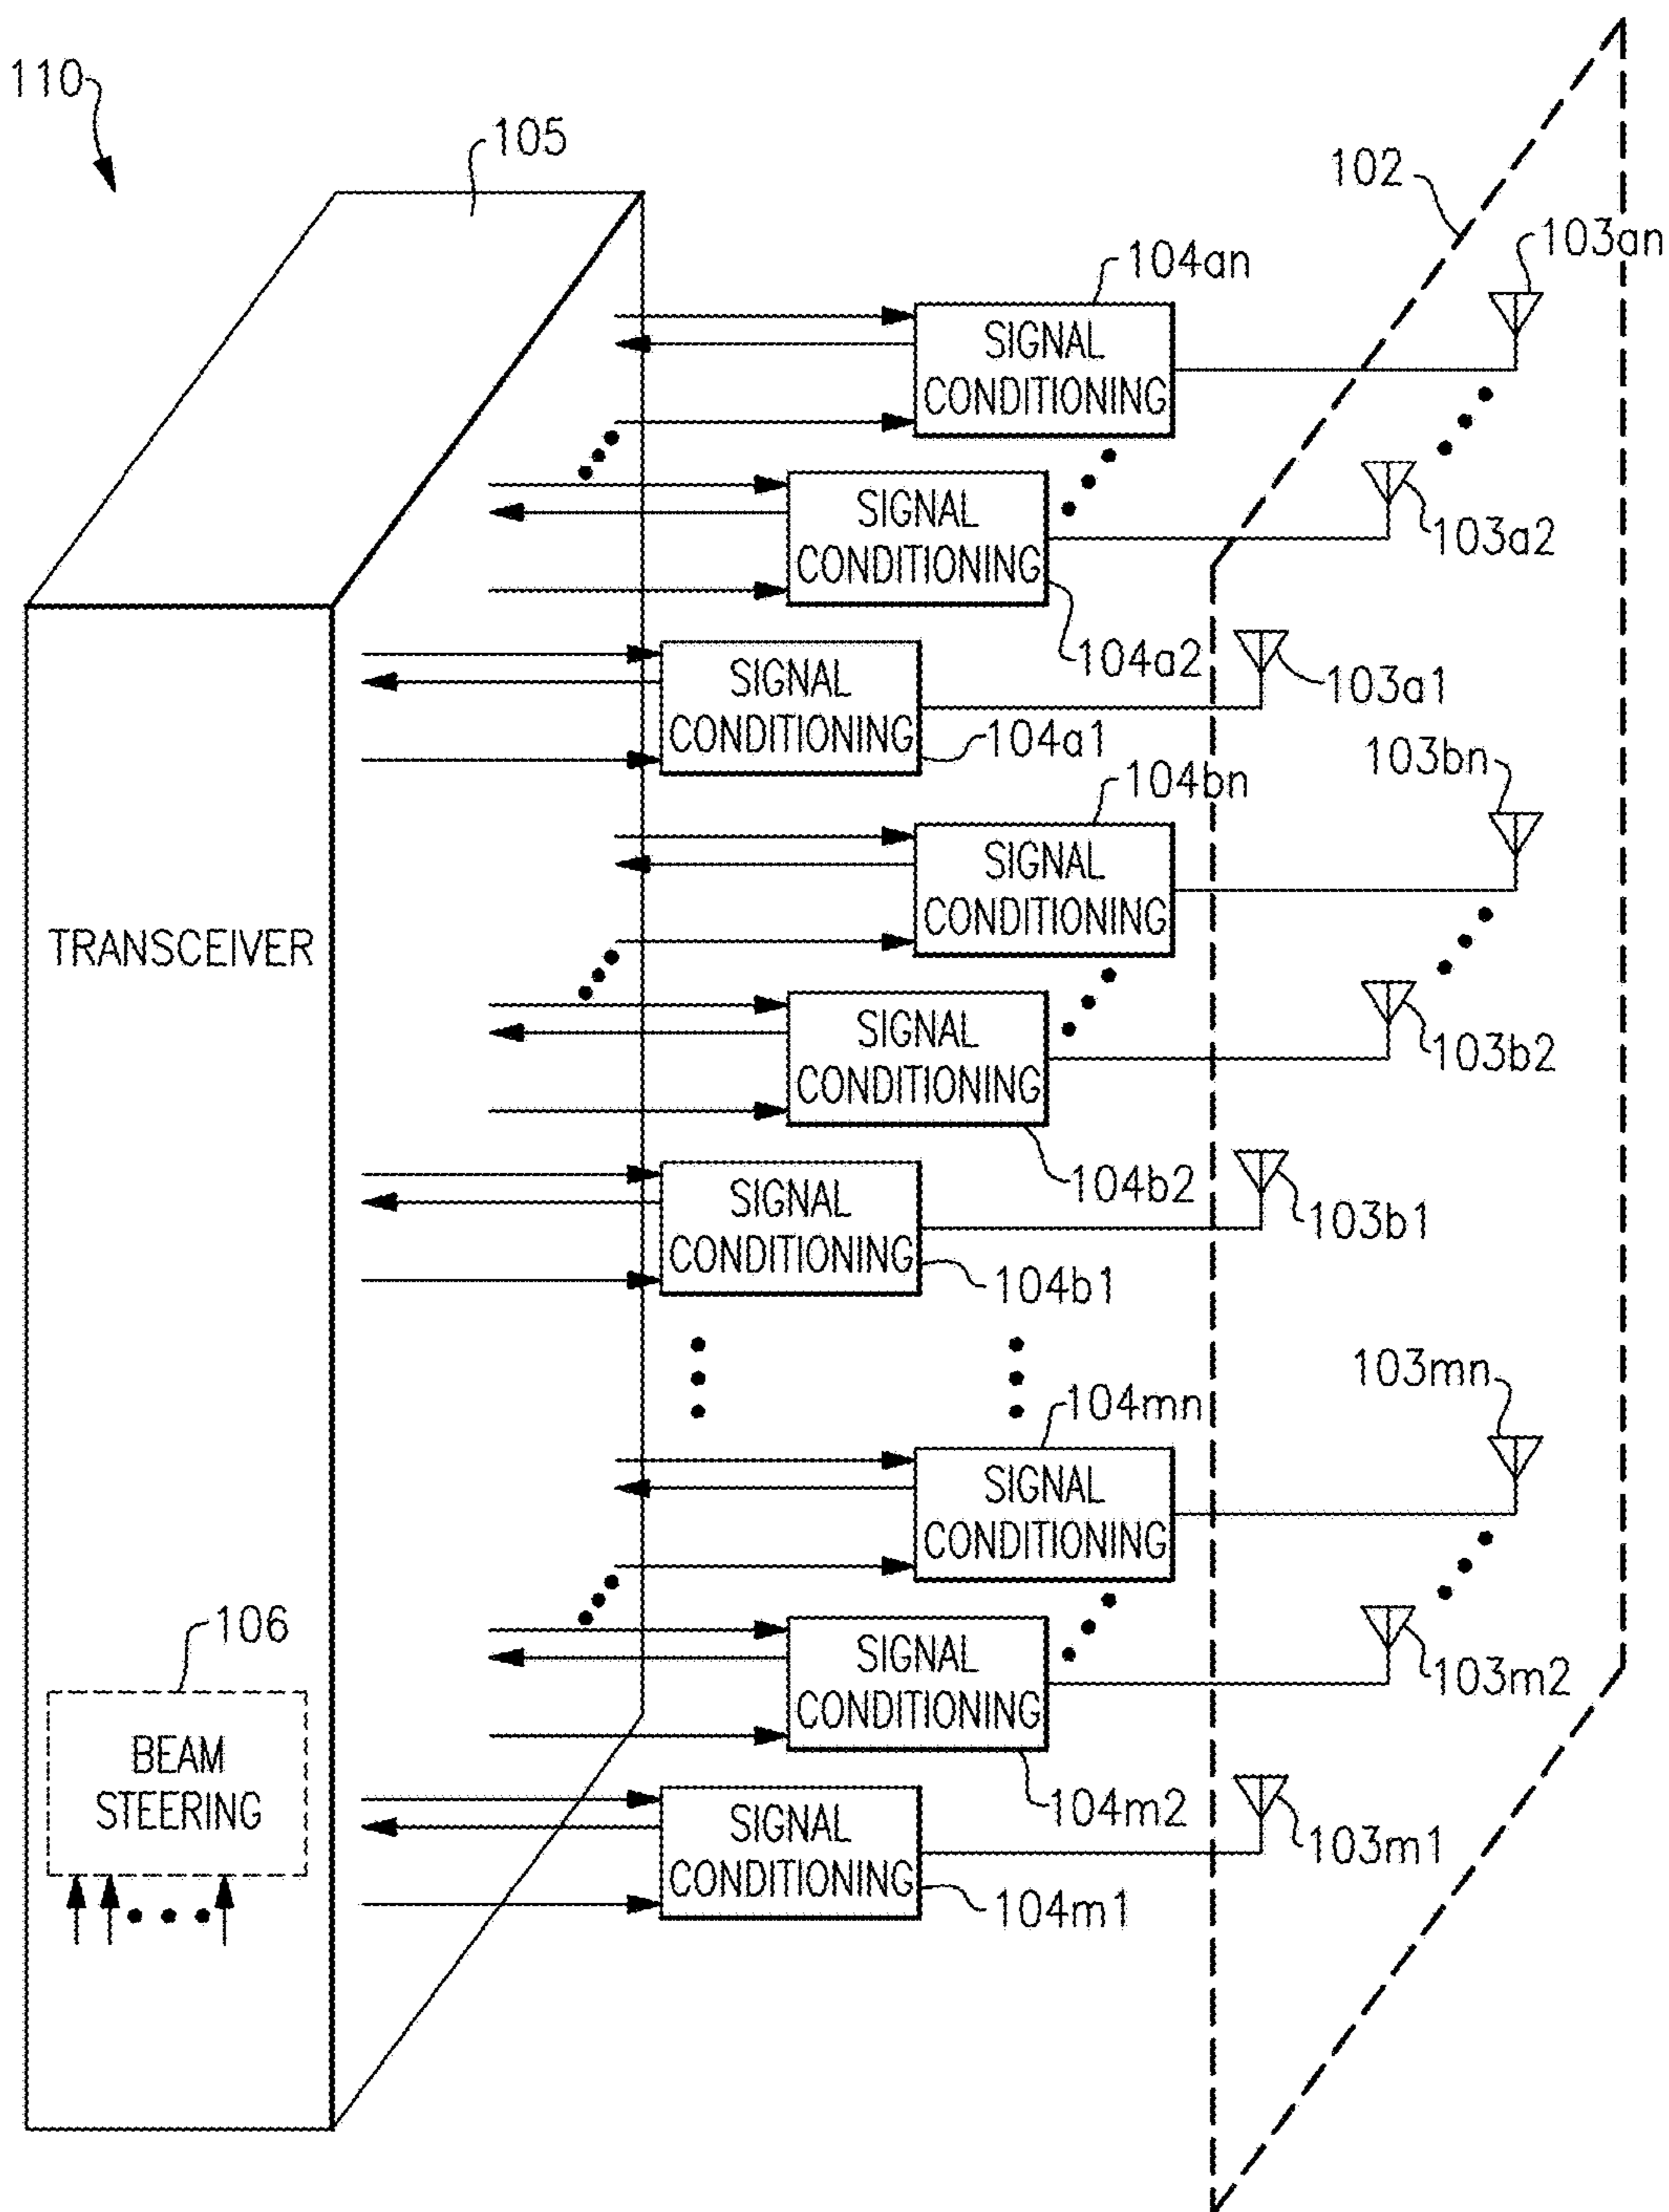 110
105
102
103an
104an
SIGNAL
CONDITIONING
103a2
SIGNAL
CONDITIONING
104a2
103a1
SIGNAL
CONDITIONING
104a1
103bn
104bn
SIGNAL
CONDITIONING
TRANSCEIVER
103b2
SIGNAL
CONDITIONING
104b2
103b1
SIGNAL
CONDITIONING
104b1
103mn
104mn
SIGNAL
CONDITIONING
106
103m2
SIGNAL
CONDITIONING
BEAM
STEERING
104m2
103m1
SIGNAL
CONDITIONING
104m1